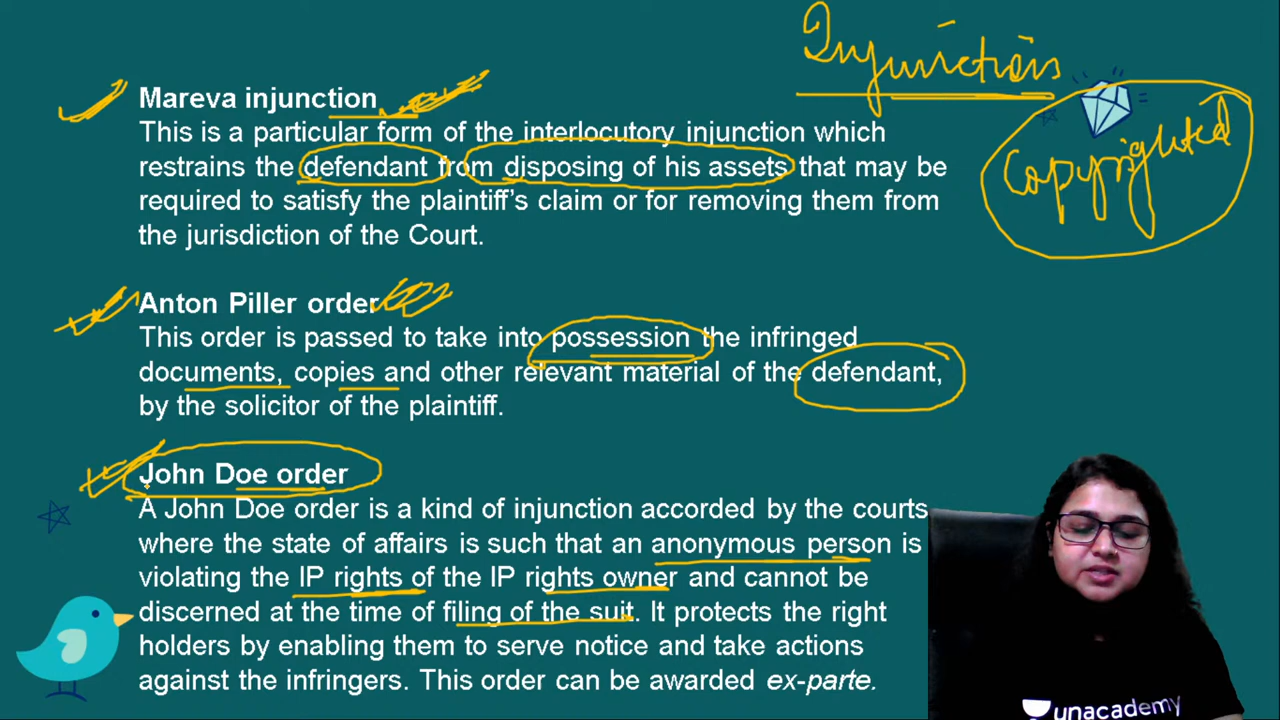 Injunctions
Copyrighted
Mareva injunction
This is a particular form of the interlocutory injunction which
restrains the defendant from disposing of his assets that may be
required to satisfy the plaintiff's claim or for removing them from
the jurisdiction of the Court.
Anton Piller order
This order is passed to take into possession the infringed
documents, copies and other relevant material of the defendant,
by the solicitor of the plaintiff.
John Doe order
A John Doe order is a kind of injunction accorded by the courts
where the state of affairs is such that an anonymous person is
violating the IP rights of the IP rights owner and cannot be
discerned at the time of filing of the suit. It protects the right
holders by enabling them to serve notice and take actions
against the infringers. This order can be awarded ex-parte.
unacademy